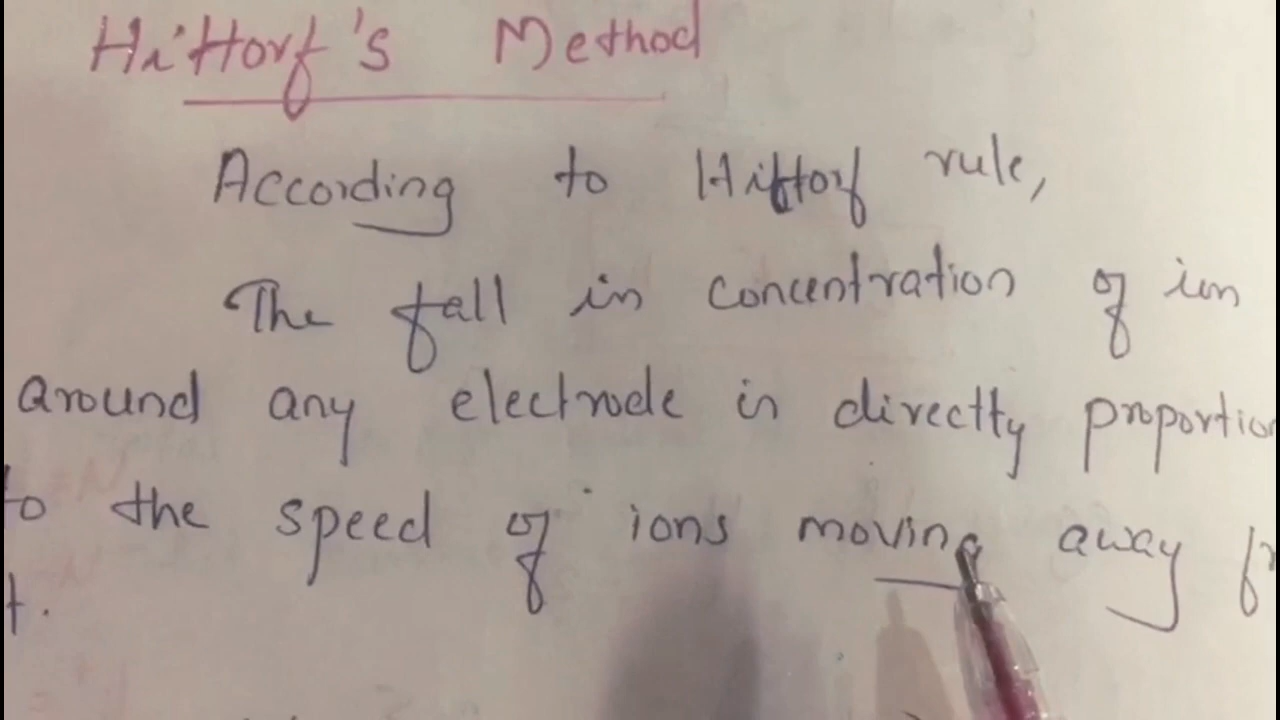 Hittorf's Method
According to Hittorf rule,
The fall in concentration of ion
around any electrode is directly proportion
to the speed of ions moving away fr
t.